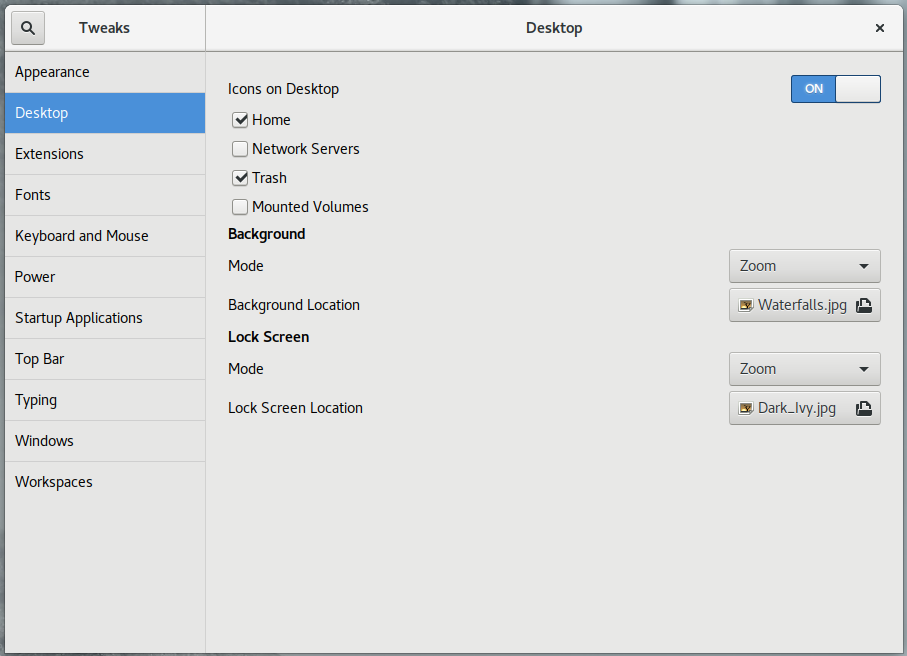 Tweaks
Desktop
Appearance
Desktop
Extensions
Fonts
Keyboard and Mouse
Power
Startup Applications
Top Bar
Typing
Windows
Workspaces
Icons on Desktop ON
Home
Network Servers
Trash
Mounted Volumes
Background
Mode Zoom
Background Location Waterfalls.jpg
Lock Screen
Mode Zoom
Lock Screen Location Dark_Ivy.jpg